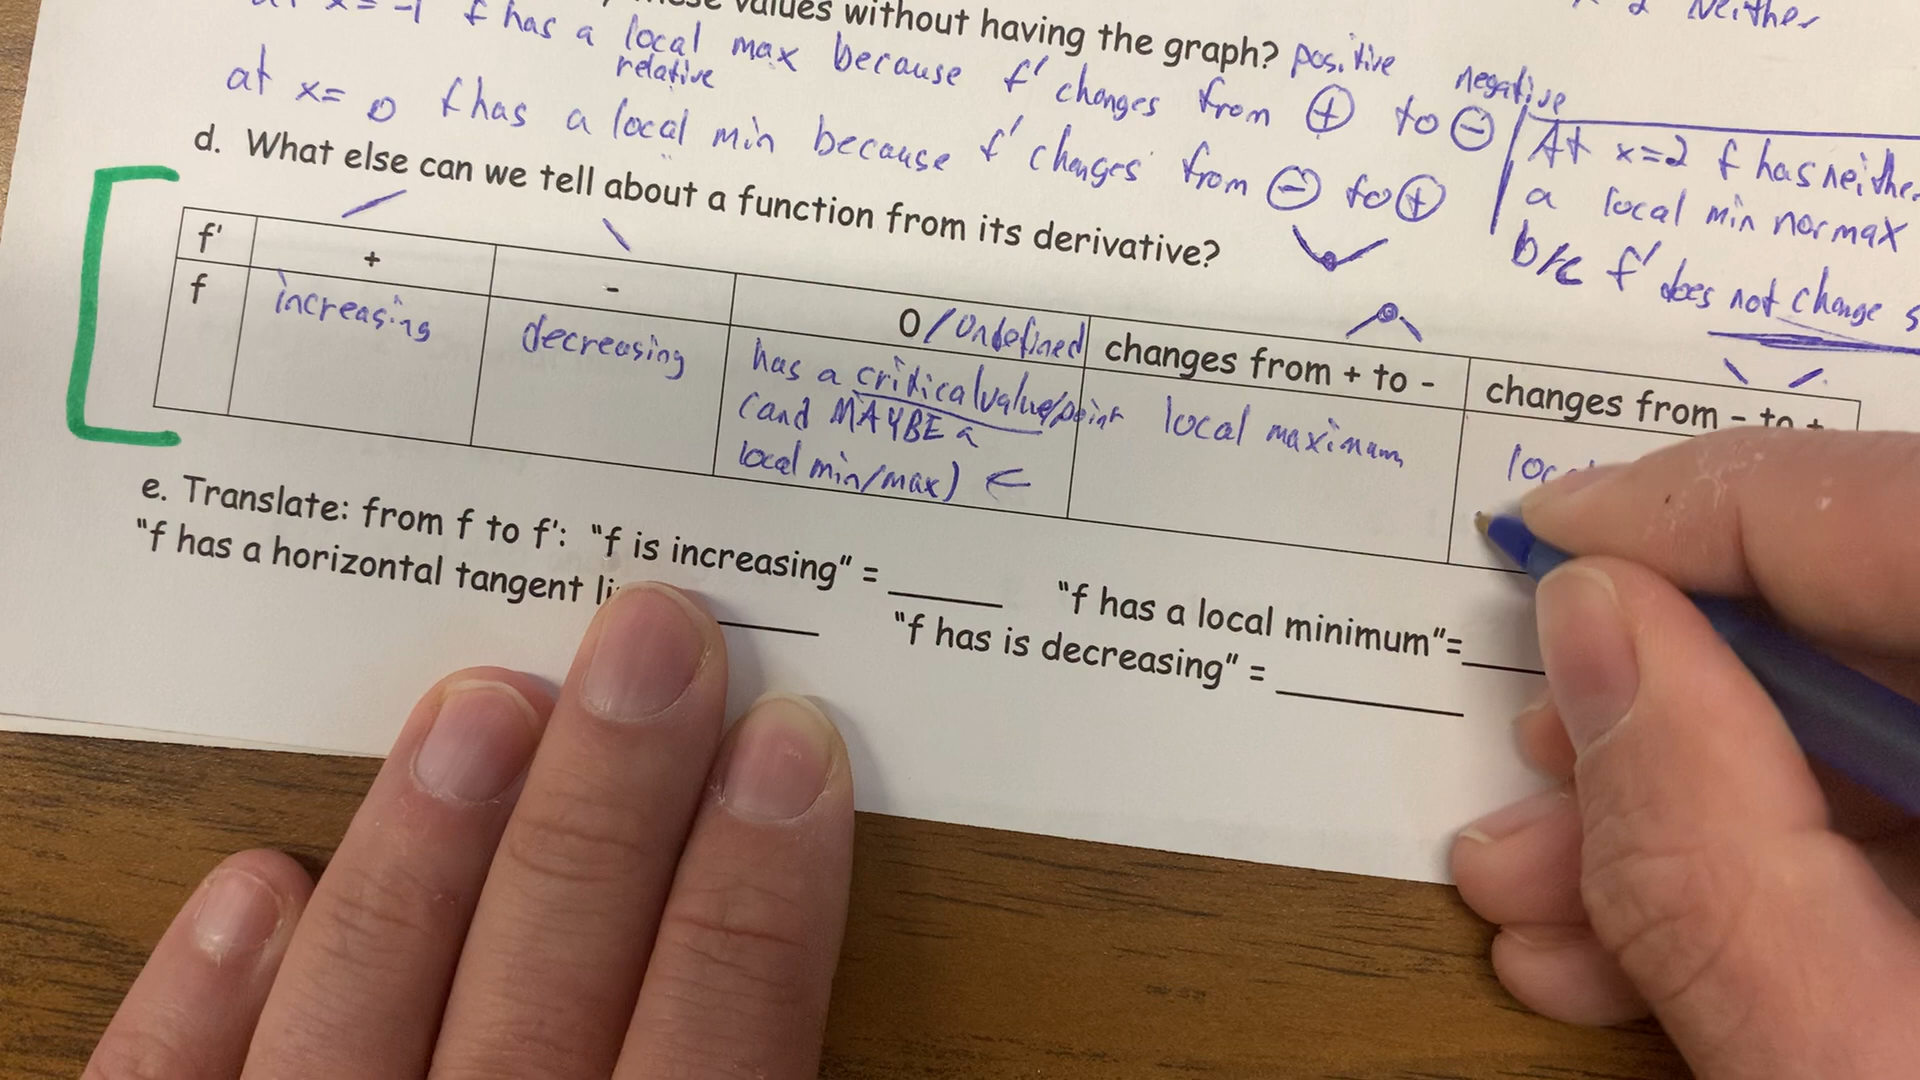 values without having the graph? positive
x = -1 f has a local max because f' changes from + to -
relative
negative
at x = 0 f has a local min because f' changes from - to +
Neither
At x=2 f has neither
a local min nor max
b/c f' does not change
d. What else can we tell about a function from its derivative?
f' + - 0/undefined changes from + to - changes from - to +
f increasing decreasing has a critical value/point local maximum
(and MAYBE a
local min/max) ←
e. Translate: from f to f': "f is increasing" = ______ "f has a local minimum"=
"f has a horizontal tangent ______ "f has is decreasing" = ______